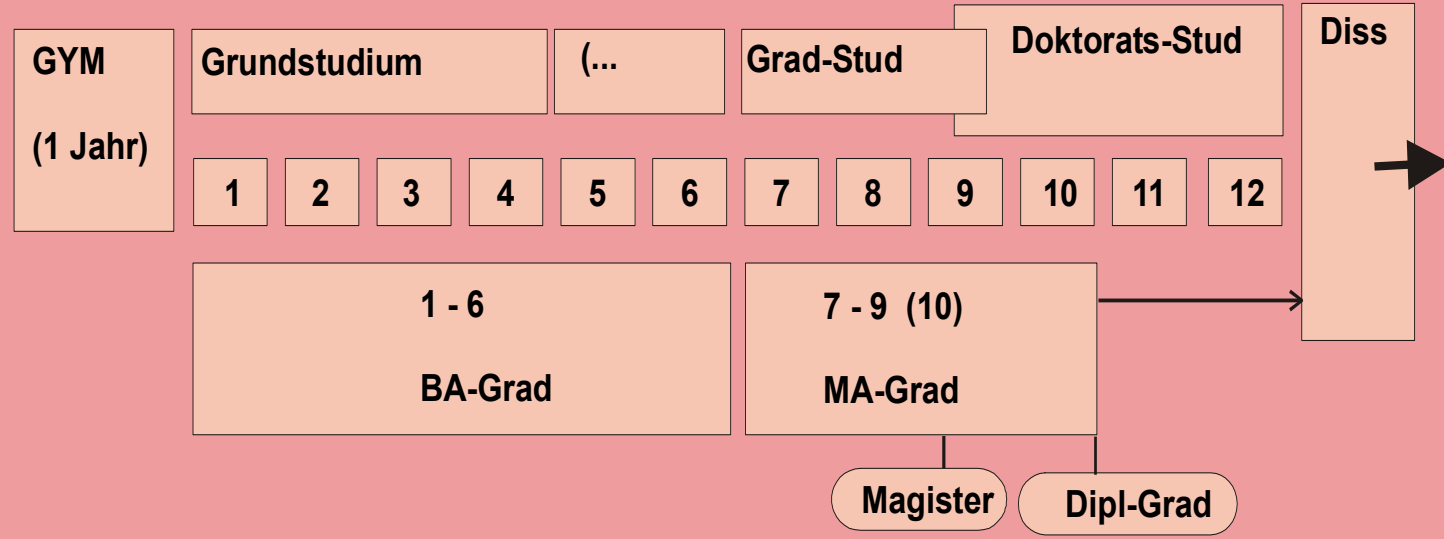 GYM
(1 Jahr)
Grundstudium
(...
Grad-Stud
Doktorats-Stud
Diss
1 2 3 4 5 6 7 8 9 10 11 12
1 - 6
BA-Grad
7 - 9 (10)
MA-Grad
Magister
Dipl-Grad